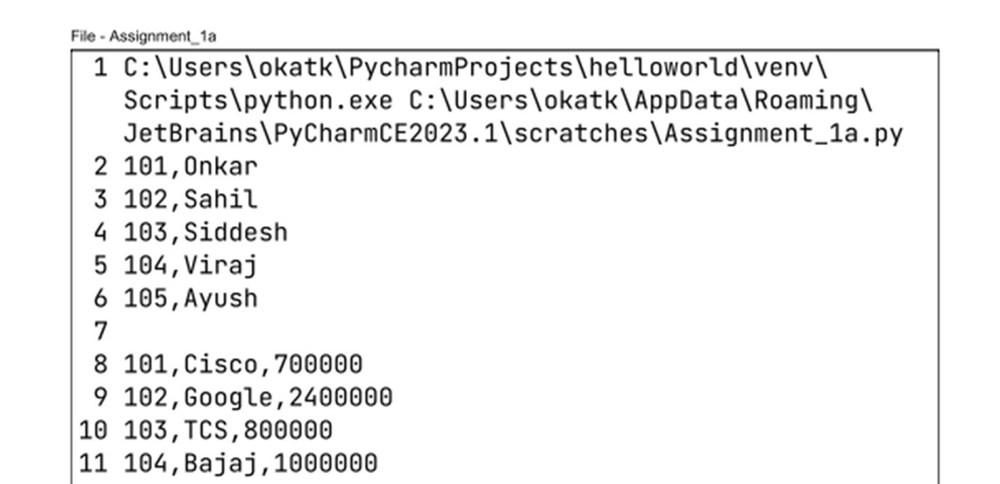 File - Assignment_1a
1 C:\Users\okatk\PycharmProjects\helloworld\venv\
Scripts\python.exe C:\Users\okatk\AppData\Roaming\
JetBrains\PyCharmCE2023.1\scratches\Assignment_1a.py
2 101,Onkar
3 102,Sahil
4 103,Siddesh
5 104,Viraj
6 105,Ayush
7
8 101,Cisco,700000
9 102,Google,2400000
10 103,TCS,800000
11 104,Bajaj,1000000